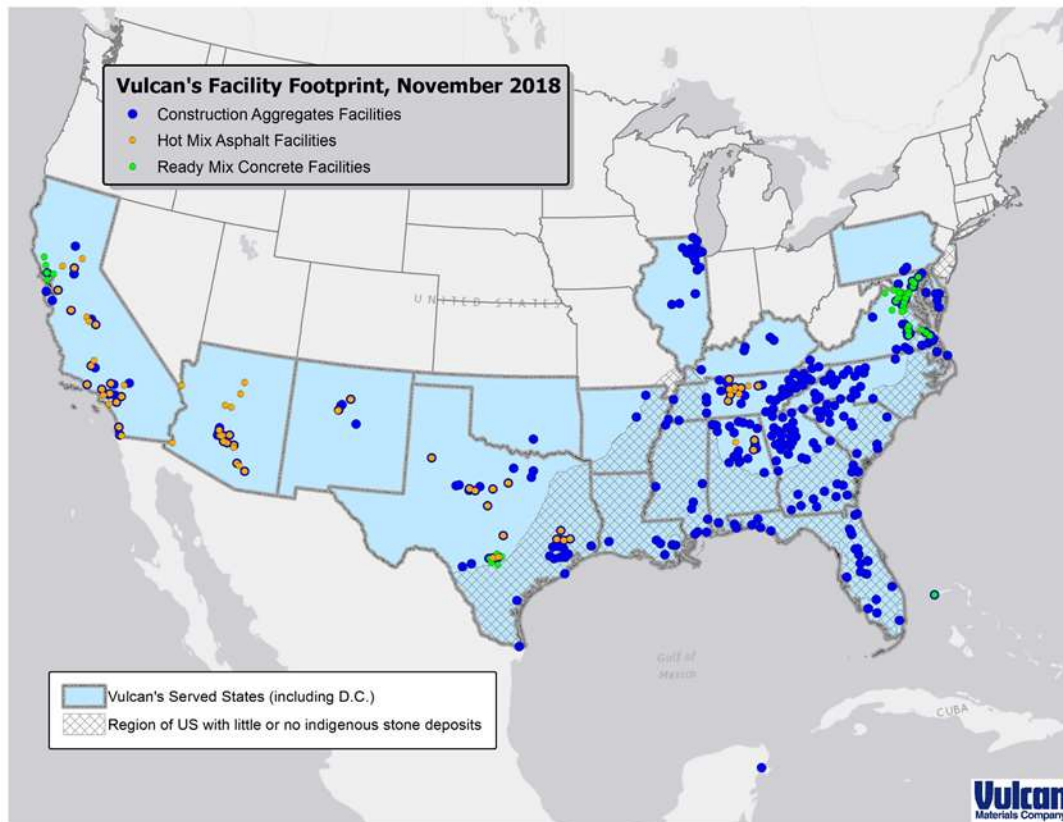 Vulcan's Facility Footprint, November 2018
Construction Aggregates Facilities
Hot Mix Asphalt Facilities
Ready Mix Concrete Facilities
UNITED STATES
Gulf of
Mexico
CUBA
Vulcan's Served States (including D.C.)
Region of US with little or no indigenous stone deposits
Vulcan
Materials Company